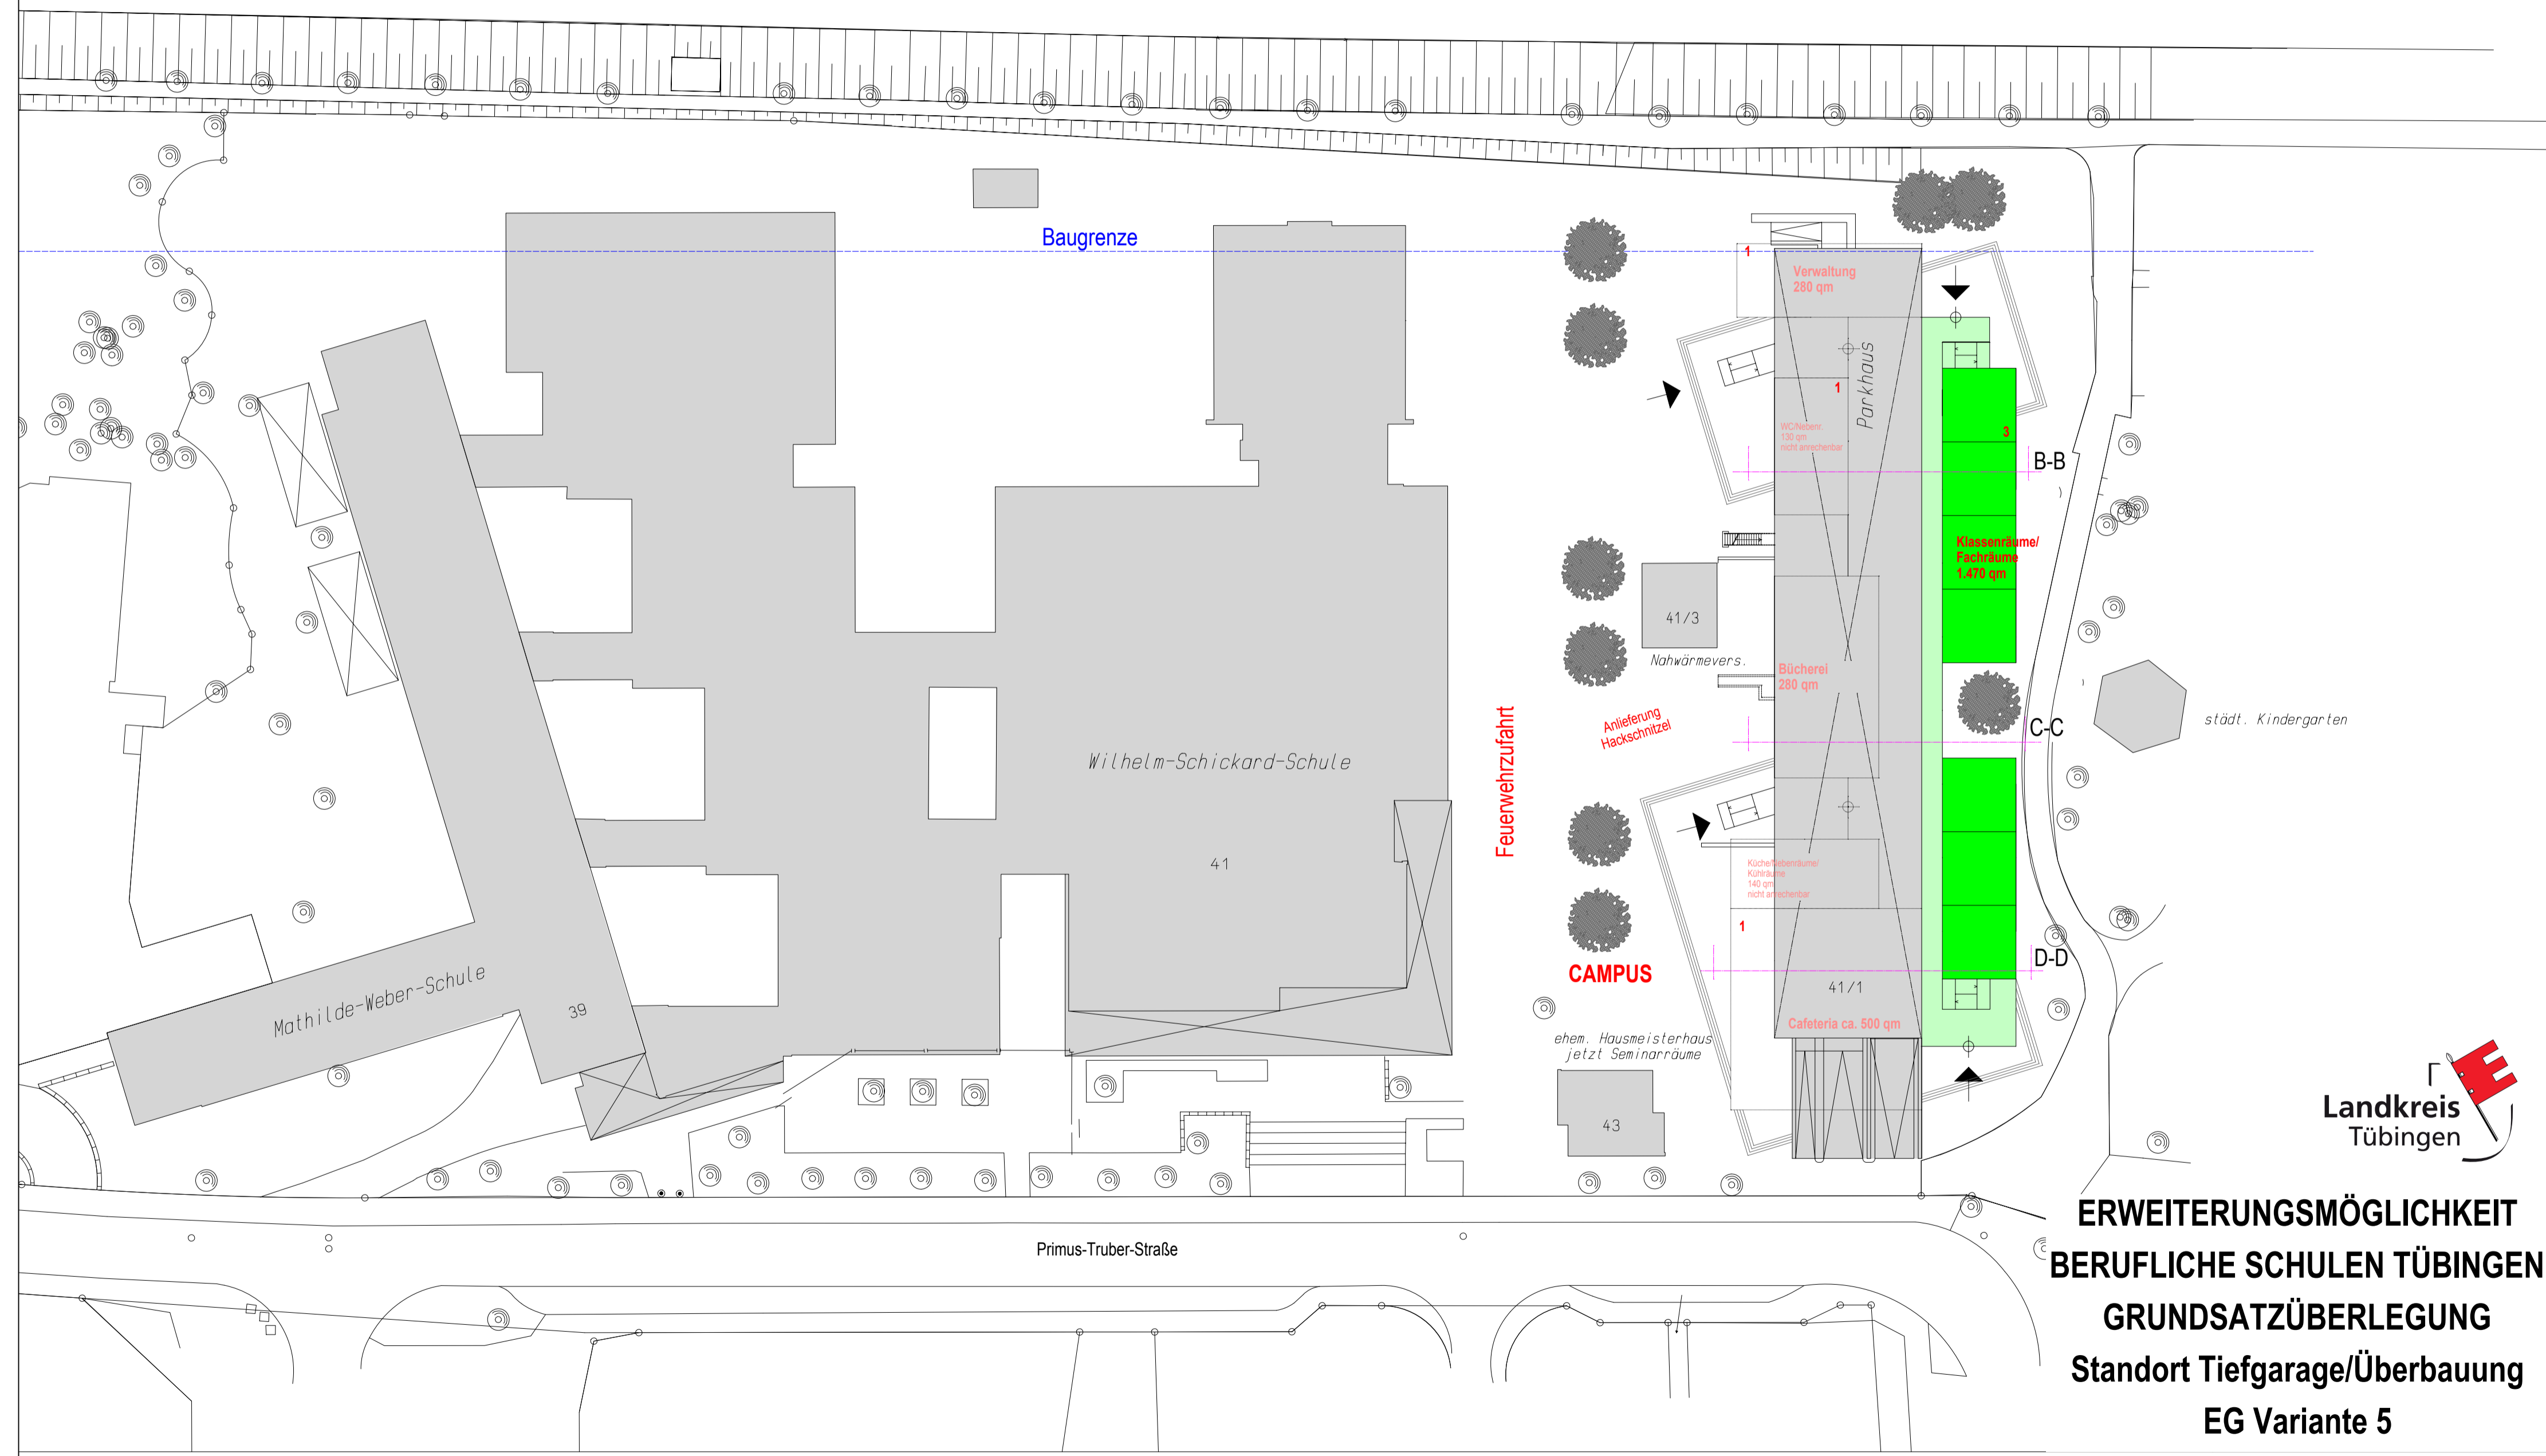 Baugrenze
1
Verwaltung
280 qm
Parkhaus
1
WC/Nebenr.
130 qm
nicht anrechenbar
3
B-B
Klassenräume/
Fachräume
1.470 qm
41/3
Nahwärmevers.
Bücherei
280 qm
Anlieferung
Hackschnitzel
Feuerwehrzufahrt
C-C
städt. Kindergarten
Wilhelm-Schickard-Schule
41
Küche/Nebenräume/
Kühlräume
140 qm
nicht anrechenbar
1
D-D
CAMPUS
41/1
Cafeteria ca. 500 qm
Mathilde-Weber-Schule
39
ehem. Hausmeisterhaus
jetzt Seminarräume
43
Landkreis
Tübingen
Primus-Truber-Straße
ERWEITERUNGSMÖGLICHKEIT
BERUFLICHE SCHULEN TÜBINGEN
GRUNDSATZÜBERLEGUNG
Standort Tiefgarage/Überbauung
EG Variante 5